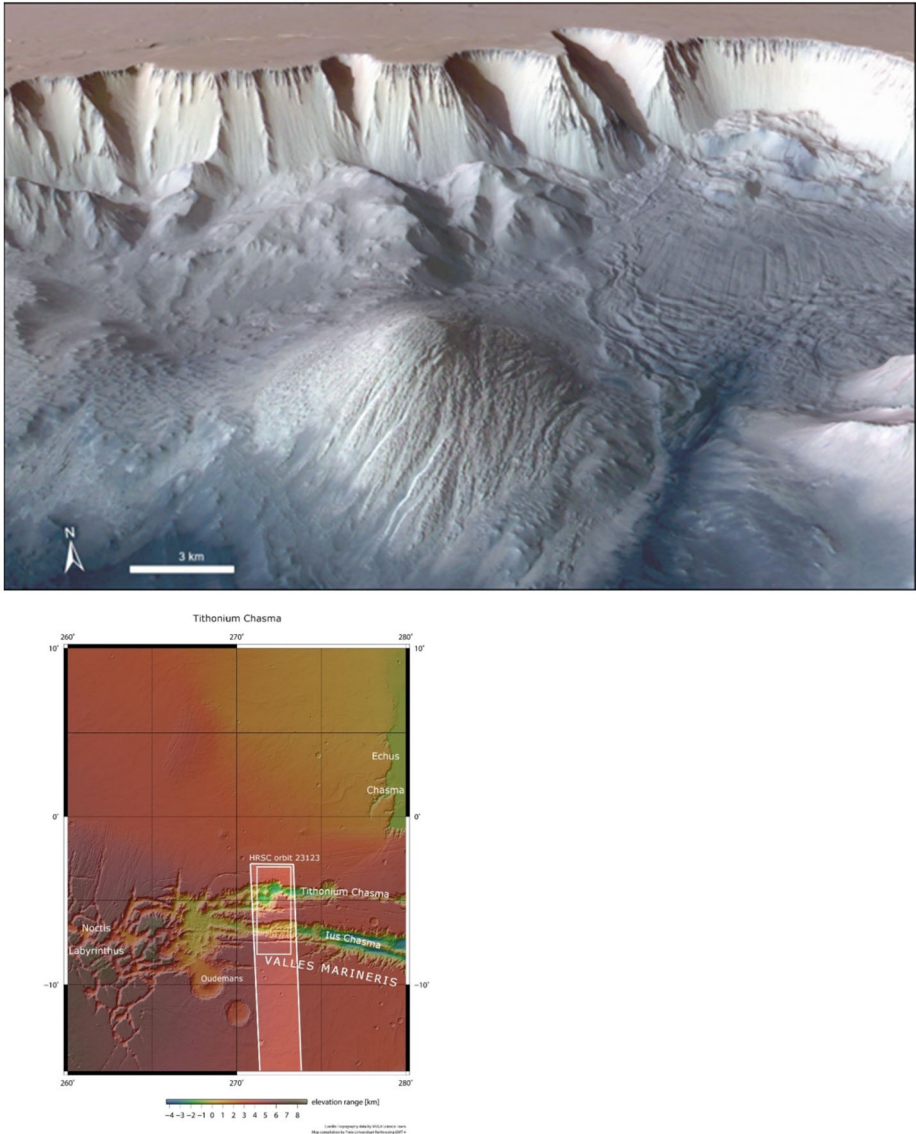 N
3 km
Tithonium Chasma
260° 270° 280°
10° 10°
Echus
Chasma
0° 0°
HRSC orbit 23123
Tithonium Chasma
Noctis
Labyrinthus
Ius Chasma
VALLES MARINERIS
Oudemans
−10° −10°
260° 270° 280°
elevation range [km]
−4 −3 −2 −1 0 1 2 3 4 5 6 7 8